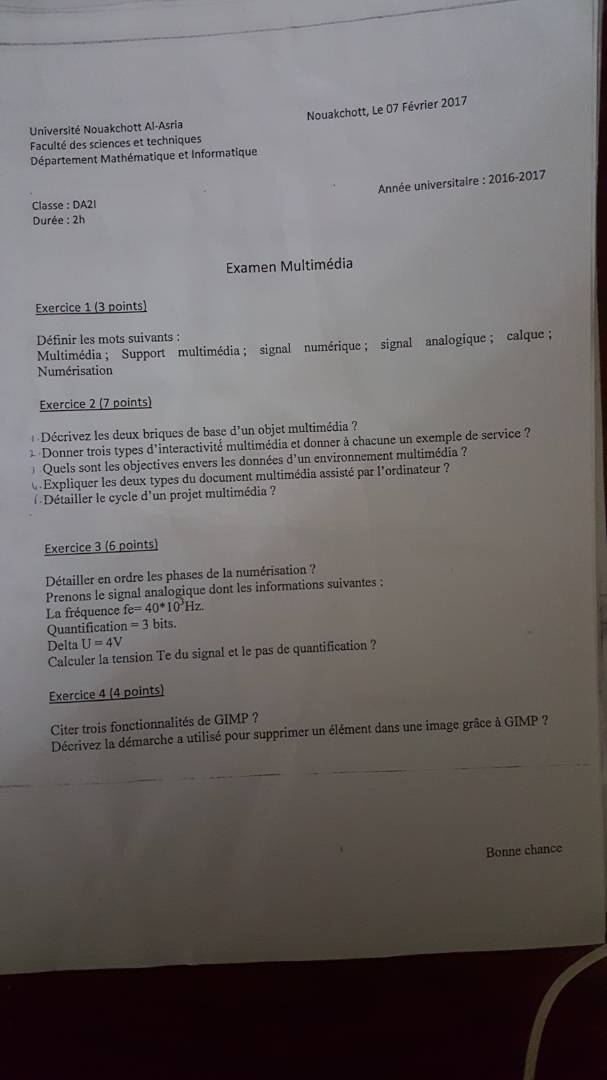 Nouakchott, Le 07 Février 2017
Université Nouakchott Al-Asria
Faculté des sciences et techniques
Département Mathématique et Informatique
Année universitaire : 2016-2017
Classe : DA2I
Durée : 2h
Examen Multimédia
Exercice 1 (3 points)
Définir les mots suivants :
Multimédia ; Support multimédia ; signal numérique ; signal analogique ; calque ;
Numérisation
Exercice 2 (7 points)
Décrivez les deux briques de base d'un objet multimédia ?
Donner trois types d'interactivité multimédia et donner à chacune un exemple de service ?
Quels sont les objectives envers les données d'un environnement multimédia ?
Expliquer les deux types du document multimédia assisté par l'ordinateur ?
Détailler le cycle d'un projet multimédia ?
Exercice 3 (6 points)
Détailler en ordre les phases de la numérisation ?
Prenons le signal analogique dont les informations suivantes :
La fréquence fe= 40*10³Hz.
Quantification = 3 bits.
Delta U = 4V
Calculer la tension Te du signal et le pas de quantification ?
Exercice 4 (4 points)
Citer trois fonctionnalités de GIMP ?
Décrivez la démarche a utilisé pour supprimer un élément dans une image grâce à GIMP ?
Bonne chance